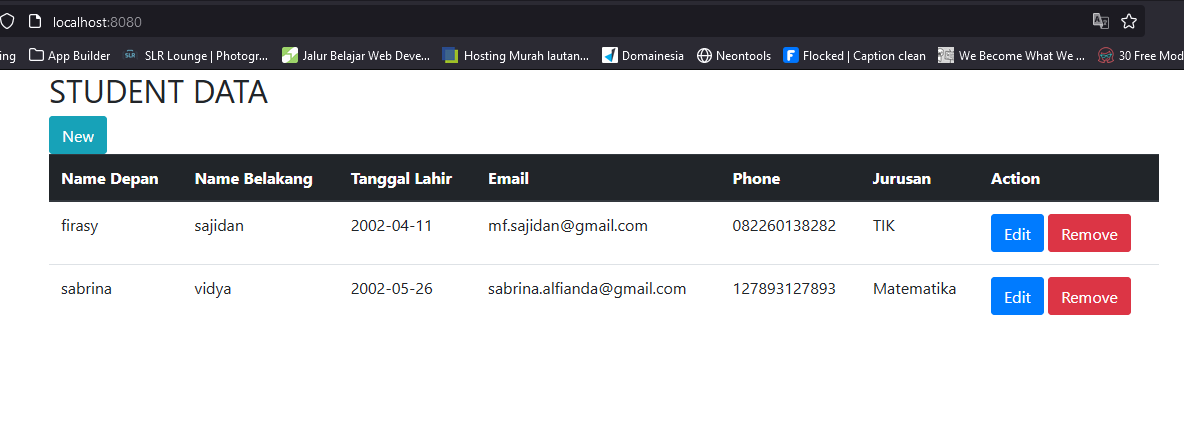 localhost:8080
ing App Builder SLR Lounge | Photogr... Jalur Belajar Web Deve... Hosting Murah lautan... Domainesia Neontools Flocked | Caption clean We Become What We ... 30 Free Mod
STUDENT DATA
New
Name Depan Name Belakang Tanggal Lahir Email Phone Jurusan Action
firasy sajidan 2002-04-11 mf.sajidan@gmail.com 082260138282 TIK Edit Remove
sabrina vidya 2002-05-26 sabrina.alfianda@gmail.com 127893127893 Matematika Edit Remove